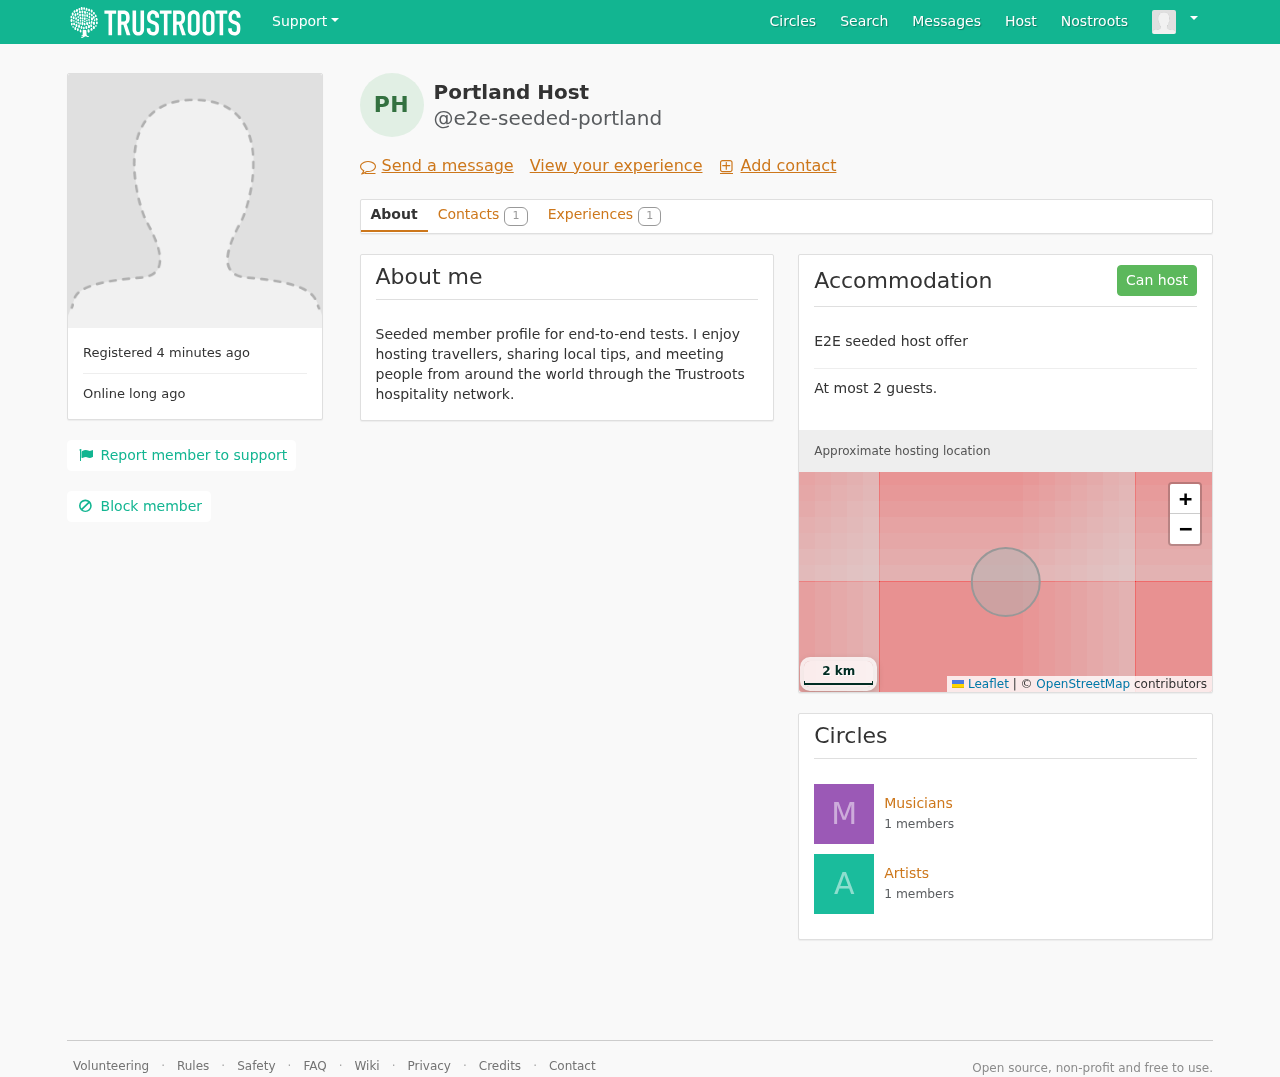 TRUSTROOTS
Support
Circles
Search
Messages
Host
Nostroots
PH
Portland Host
@e2e-seeded-portland
Send a message
View your experience
Add contact
About
Contacts 1
Experiences 1
Registered 4 minutes ago
Online long ago
Report member to support
Block member
About me
Seeded member profile for end-to-end tests. I enjoy
hosting travellers, sharing local tips, and meeting
people from around the world through the Trustroots
hospitality network.
Accommodation
Can host
E2E seeded host offer
At most 2 guests.
Approximate hosting location
+
−
2 km
Leaflet | © OpenStreetMap contributors
Circles
M
Musicians
1 members
A
Artists
1 members
Volunteering · Rules · Safety · FAQ · Wiki · Privacy · Credits · Contact
Open source, non-profit and free to use.